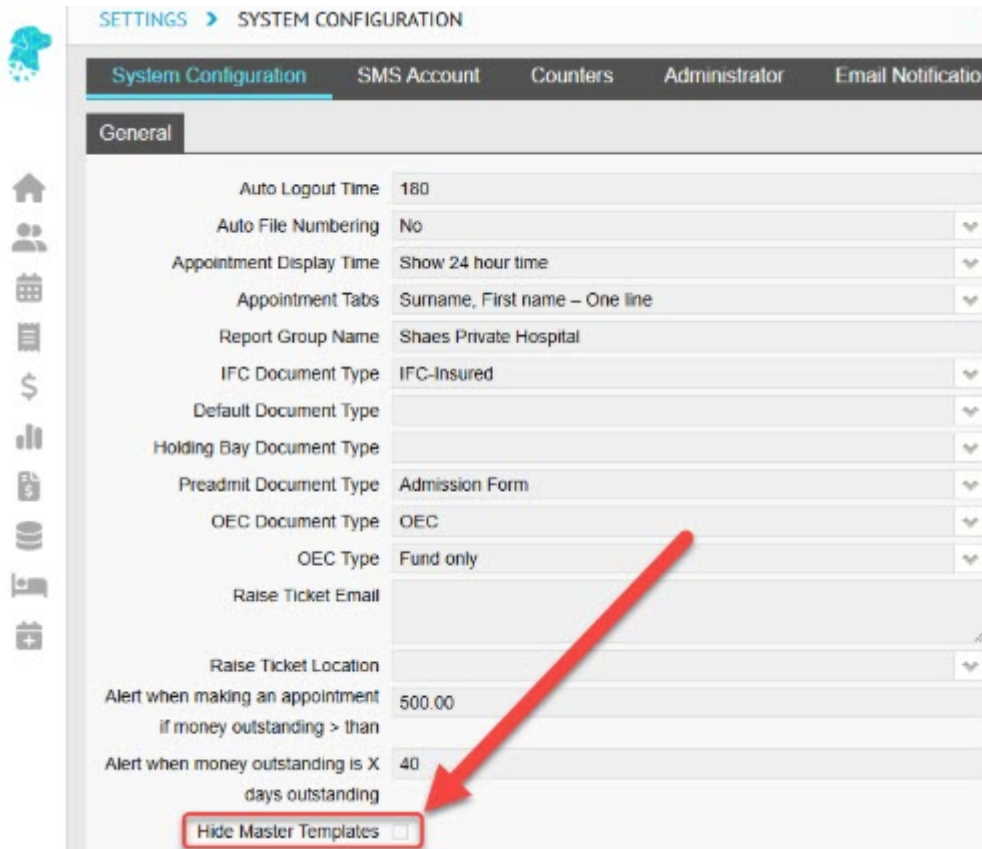 SETTINGS > SYSTEM CONFIGURATION
System Configuration SMS Account Counters Administrator Email Notificatio
General
Auto Logout Time 180
Auto File Numbering No
Appointment Display Time Show 24 hour time
Appointment Tabs Surname, First name – One line
Report Group Name Shaes Private Hospital
IFC Document Type IFC-Insured
Default Document Type
Holding Bay Document Type
Preadmit Document Type Admission Form
OEC Document Type OEC
OEC Type Fund only
Raise Ticket Email
Raise Ticket Location
Alert when making an appointment
if money outstanding > than 500.00
Alert when money outstanding is X 40
days outstanding
Hide Master Templates